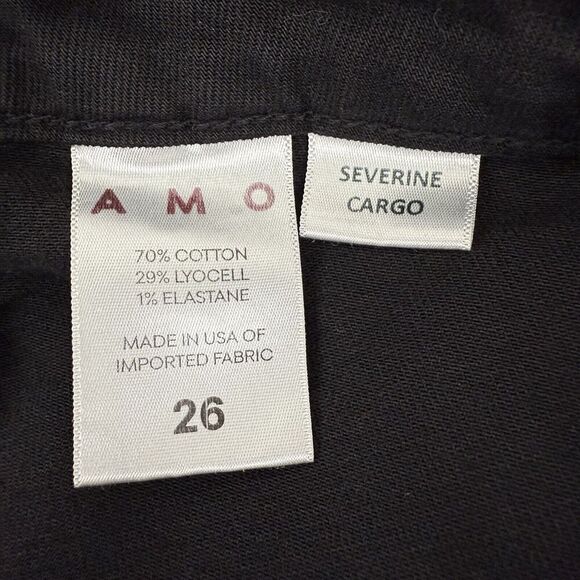 A M O
70% COTTON
29% LYOCELL
1% ELASTANE
MADE IN USA OF
IMPORTED FABRIC
26
SEVERINE
CARGO